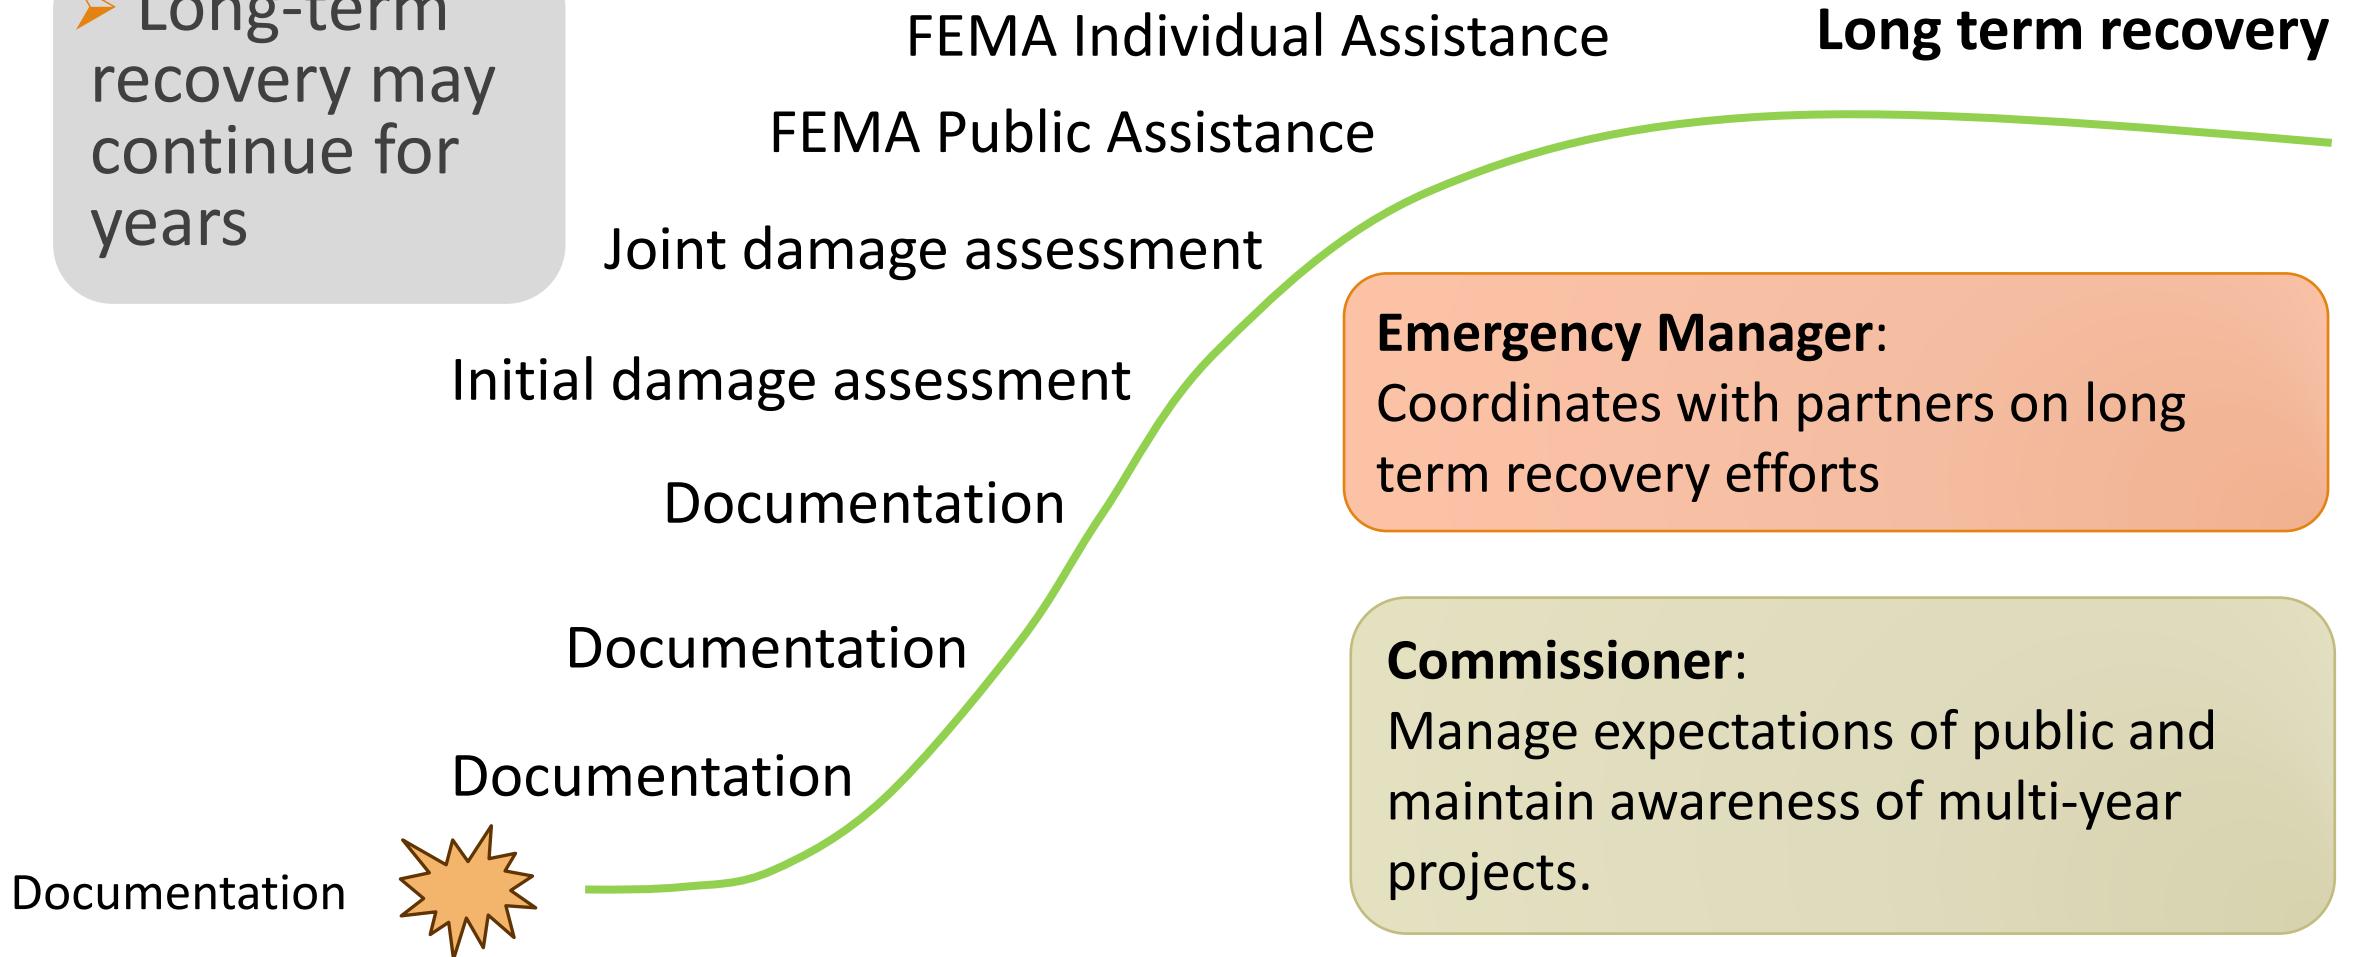 Long-term
recovery may
continue for
years
FEMA Individual Assistance
Long term recovery
FEMA Public Assistance
Joint damage assessment
Initial damage assessment
Documentation
Documentation
Documentation
Documentation
Emergency Manager:
Coordinates with partners on long
term recovery efforts
Commissioner:
Manage expectations of public and
maintain awareness of multi-year
projects.